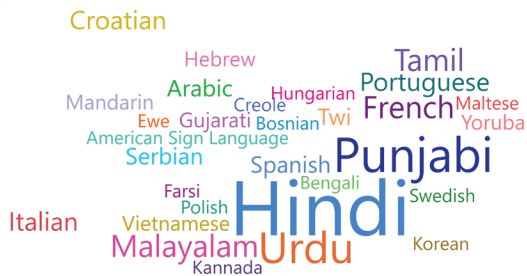 Croatian
Hebrew
Tamil
Arabic
Portuguese
Hungarian
Mandarin
Creole
French
Maltese
Ewe
Gujarati
Bosnian
Twi
Yoruba
American Sign Language
Serbian
Spanish
Punjabi
Bengali
Farsi
Hindi
Swedish
Polish
Italian
Vietnamese
Malayalam
Urdu
Korean
Kannada